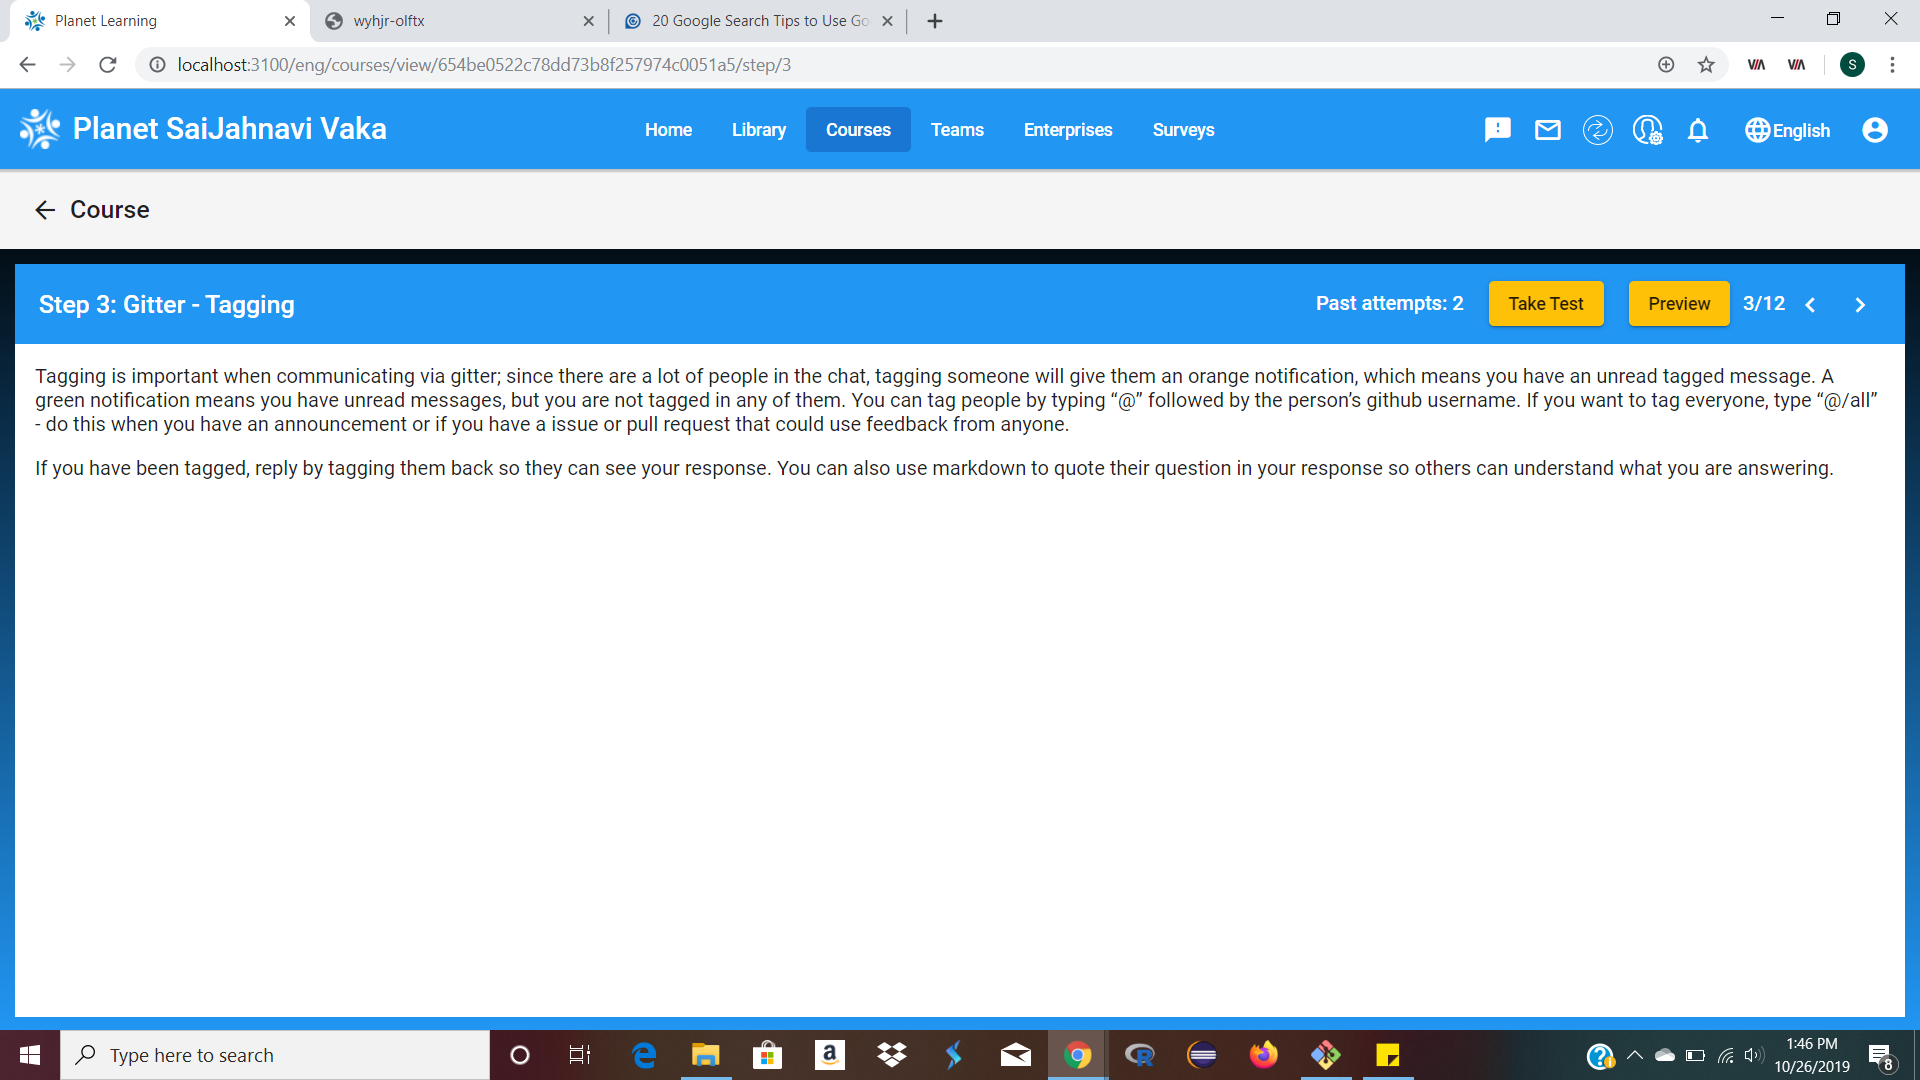 Planet Learning
wyhjr-olftx
20 Google Search Tips to Use Go
localhost:3100/eng/courses/view/654be0522c78dd73b8f257974c0051a5/step/3
S
Planet SaiJahnavi Vaka
Home
Library
Courses
Teams
Enterprises
Surveys
English
Course
Step 3: Gitter - Tagging
Past attempts: 2
Take Test
Preview
3/12
Tagging is important when communicating via gitter; since there are a lot of people in the chat, tagging someone will give them an orange notification, which means you have an unread tagged message. A
green notification means you have unread messages, but you are not tagged in any of them. You can tag people by typing “@” followed by the person’s github username. If you want to tag everyone, type “@/all”
- do this when you have an announcement or if you have a issue or pull request that could use feedback from anyone.
If you have been tagged, reply by tagging them back so they can see your response. You can also use markdown to quote their question in your response so others can understand what you are answering.
Type here to search
1:46 PM
10/26/2019
8